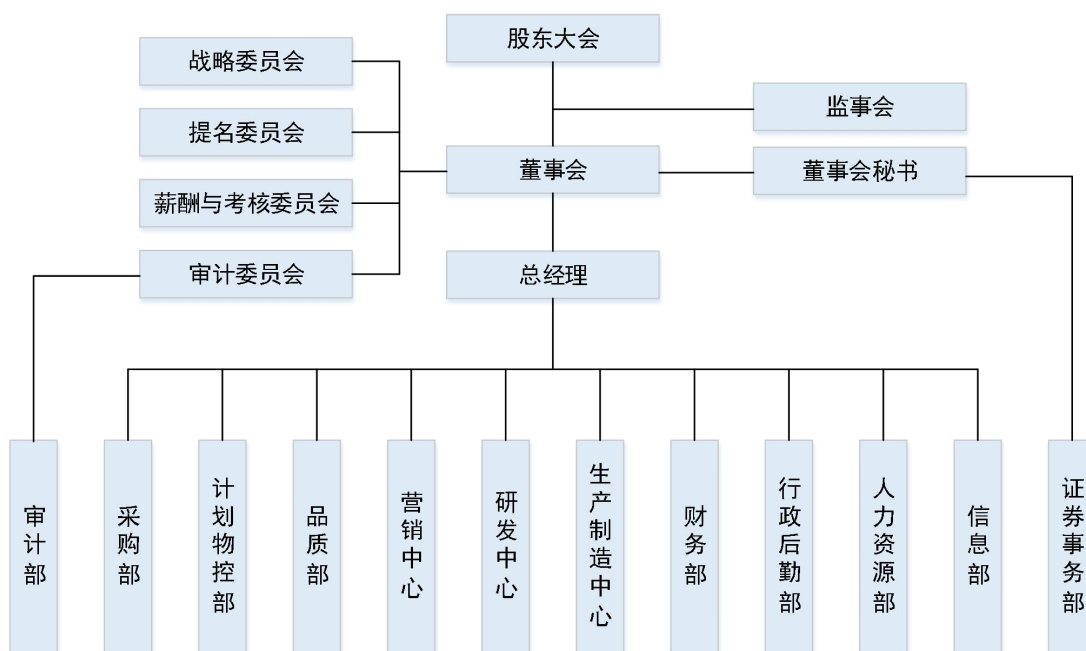 股东大会
战略委员会
监事会
提名委员会
董事会
董事会秘书
薪酬与考核委员会
审计委员会
总经理
审计部
采购部
计划物控部
品质部
营销中心
研发中心
生产制造中心
财务部
行政后勤部
人力资源部
信息部
证券事务部